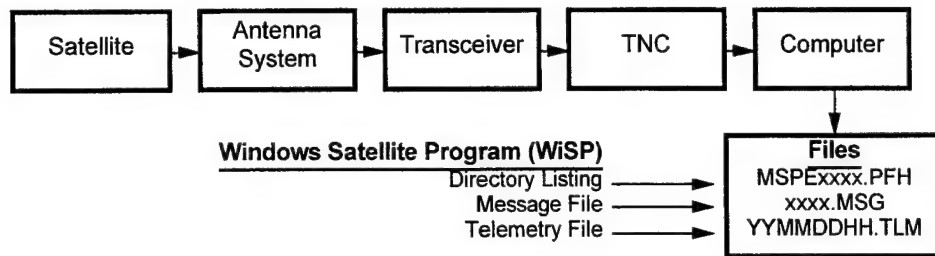 Satellite
Antenna
System
Transceiver
TNC
Computer
Windows Satellite Program (WiSP)
Directory Listing
Message File
Telemetry File
Files
MSPExxxx.PFH
xxxx.MSG
YYMMDDHH.TLM